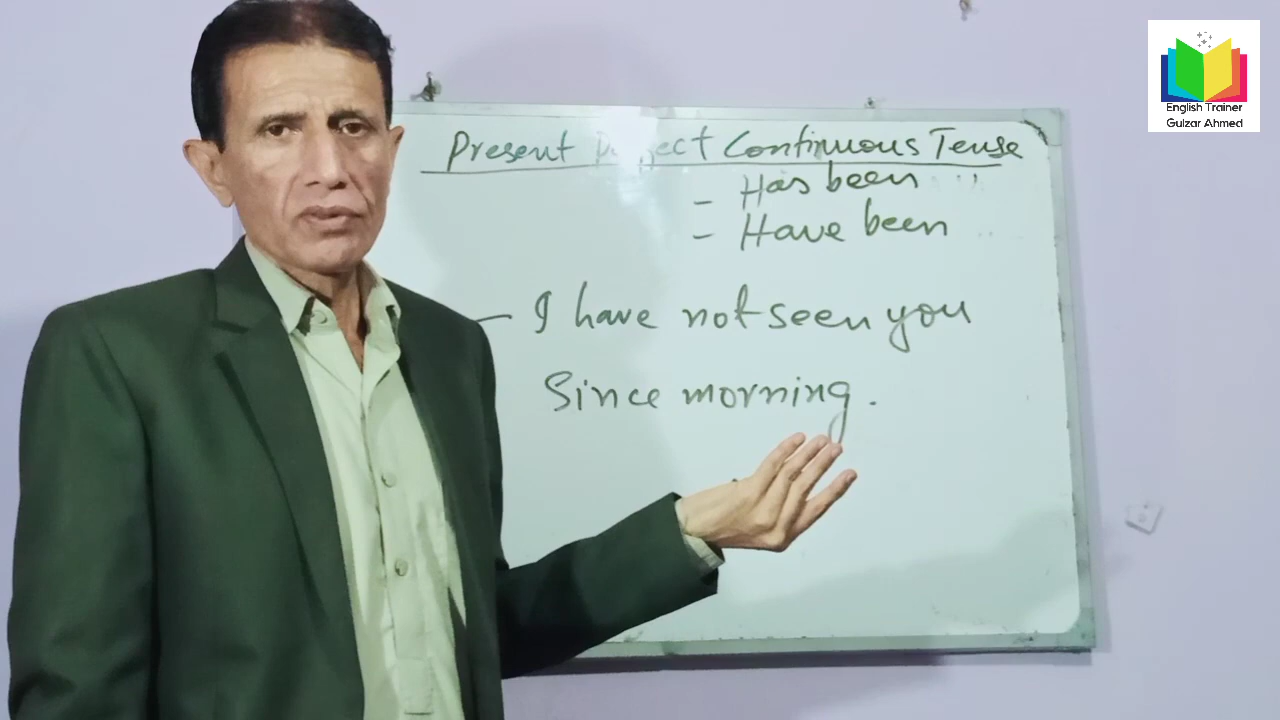 Present Perfect Continuous Tense
- Has been
- Have been
- I have not seen you
Since morning.
English Trainer
Gulzar Ahmed